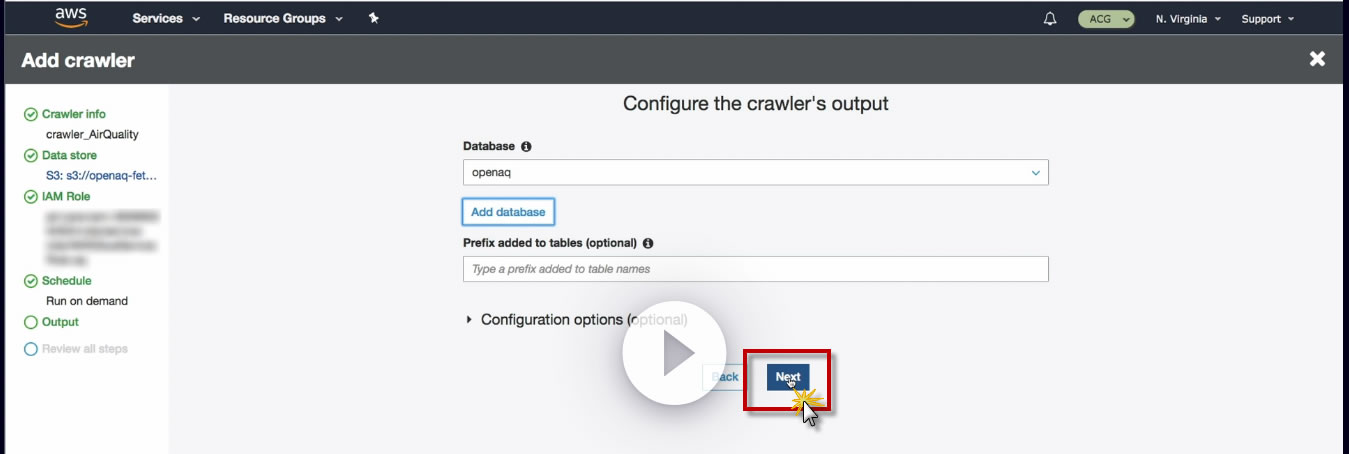 aws Services Resource Groups ACG N. Virginia Support
Add crawler
Crawler info
crawler_AirQuality
Data store
S3: s3://openaq-fet...
IAM Role
Schedule
Run on demand
Output
Review all steps
Configure the crawler's output
Database
openaq
Add database
Prefix added to tables (optional)
Type a prefix added to table names
Configuration options (optional)
Back Next